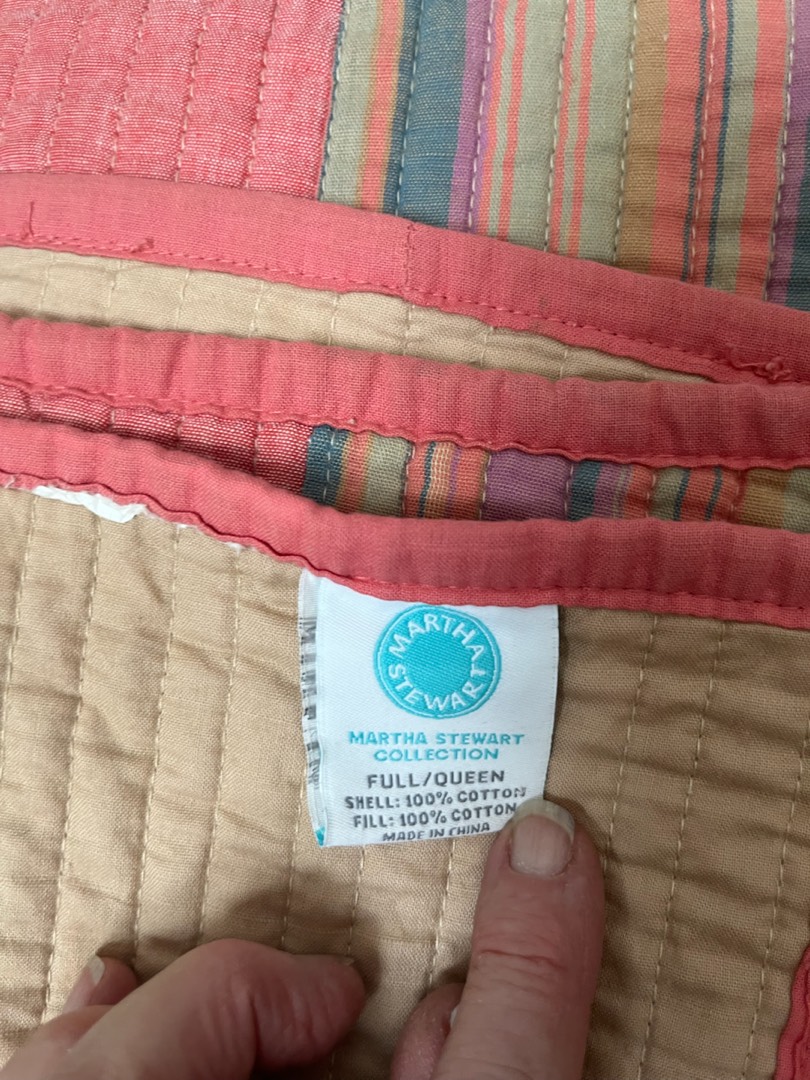 MARTHA
STEWART
MARTHA STEWART
COLLECTION
FULL/QUEEN
SHELL: 100% COTTON
FILL: 100% COTTON
MADE IN CHINA